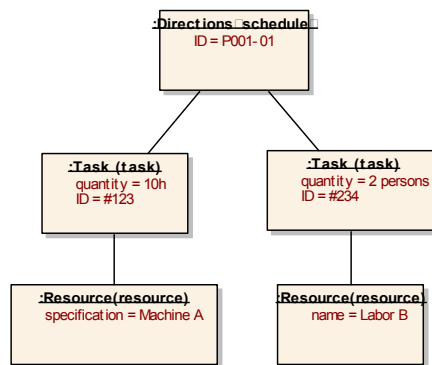 :Directions (schedule)
ID = P001-01
:Task (task)
quantity = 10h
ID = #123
:Task (task)
quantity = 2 persons
ID = #234
:Resource(resource)
specification = Machine A
:Resource(resource)
name = Labor B